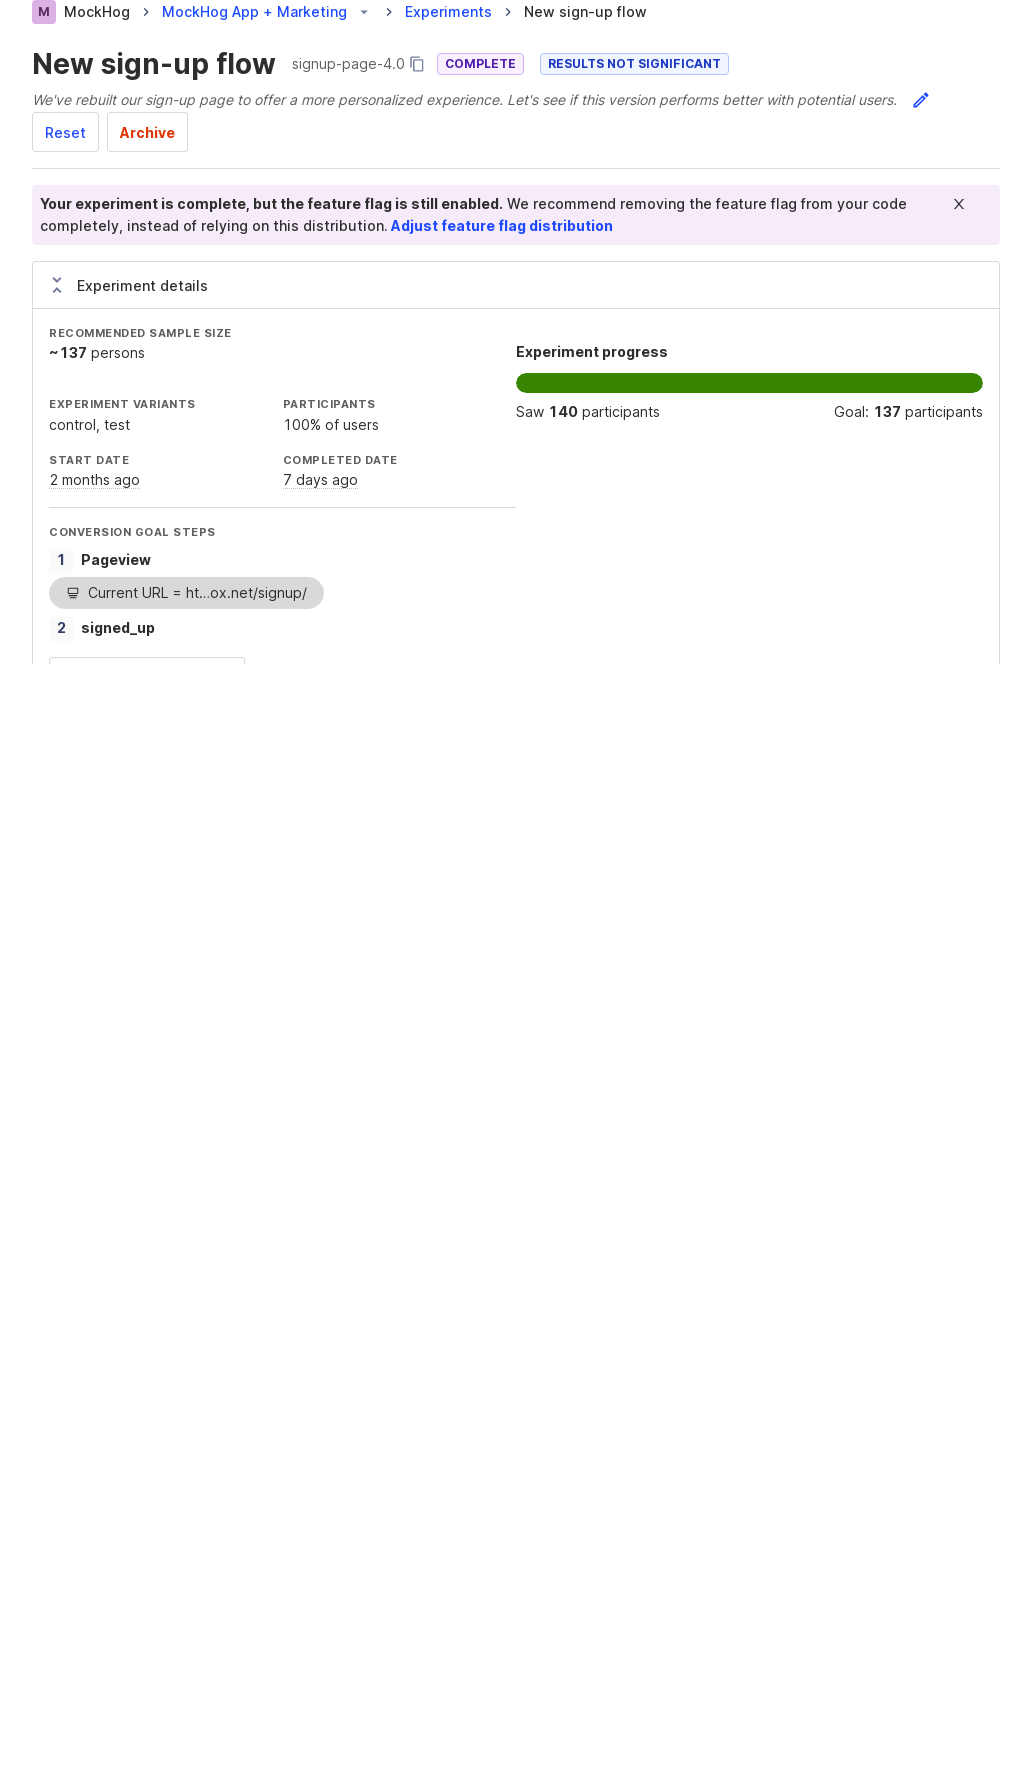 M MockHog > MockHog App + Marketing > Experiments > New sign-up flow
New sign-up flow signup-page-4.0 COMPLETE RESULTS NOT SIGNIFICANT
We've rebuilt our sign-up page to offer a more personalized experience. Let's see if this version performs better with potential users.
Reset Archive
Your experiment is complete, but the feature flag is still enabled. We recommend removing the feature flag from your code
completely, instead of relying on this distribution. Adjust feature flag distribution
Experiment details
RECOMMENDED SAMPLE SIZE
~137 persons
Experiment progress
Saw 140 participants Goal: 137 participants
EXPERIMENT VARIANTS PARTICIPANTS
control, test 100% of users
START DATE COMPLETED DATE
2 months ago 7 days ago
CONVERSION GOAL STEPS
1 Pageview
Current URL = ht...ox.net/signup/
2 signed_up